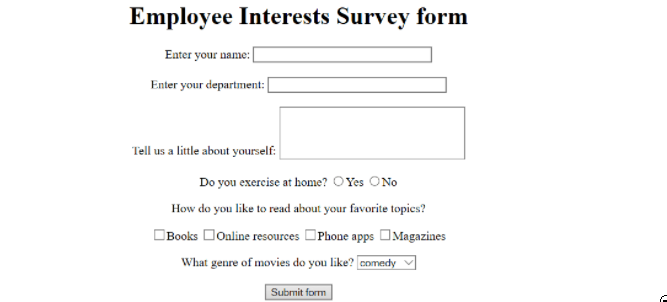 Employee Interests Survey form
Enter your name:
Enter your department:
Tell us a little about yourself:
Do you exercise at home? Yes No
How do you like to read about your favorite topics?
Books Online resources Phone apps Magazines
What genre of movies do you like? comedy
Submit form